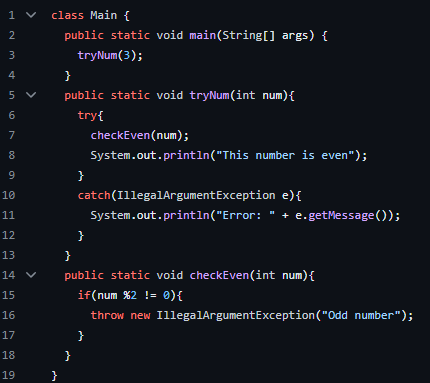 1 class Main {
2 public static void main(String[] args) {
3 tryNum(3);
4 }
5 public static void tryNum(int num){
6 try{
7 checkEven(num);
8 System.out.println("This number is even");
9 }
10 catch(IllegalArgumentException e){
11 System.out.println("Error: " + e.getMessage());
12 }
13 }
14 public static void checkEven(int num){
15 if(num %2 != 0){
16 throw new IllegalArgumentException("Odd number");
17 }
18 }
19 }